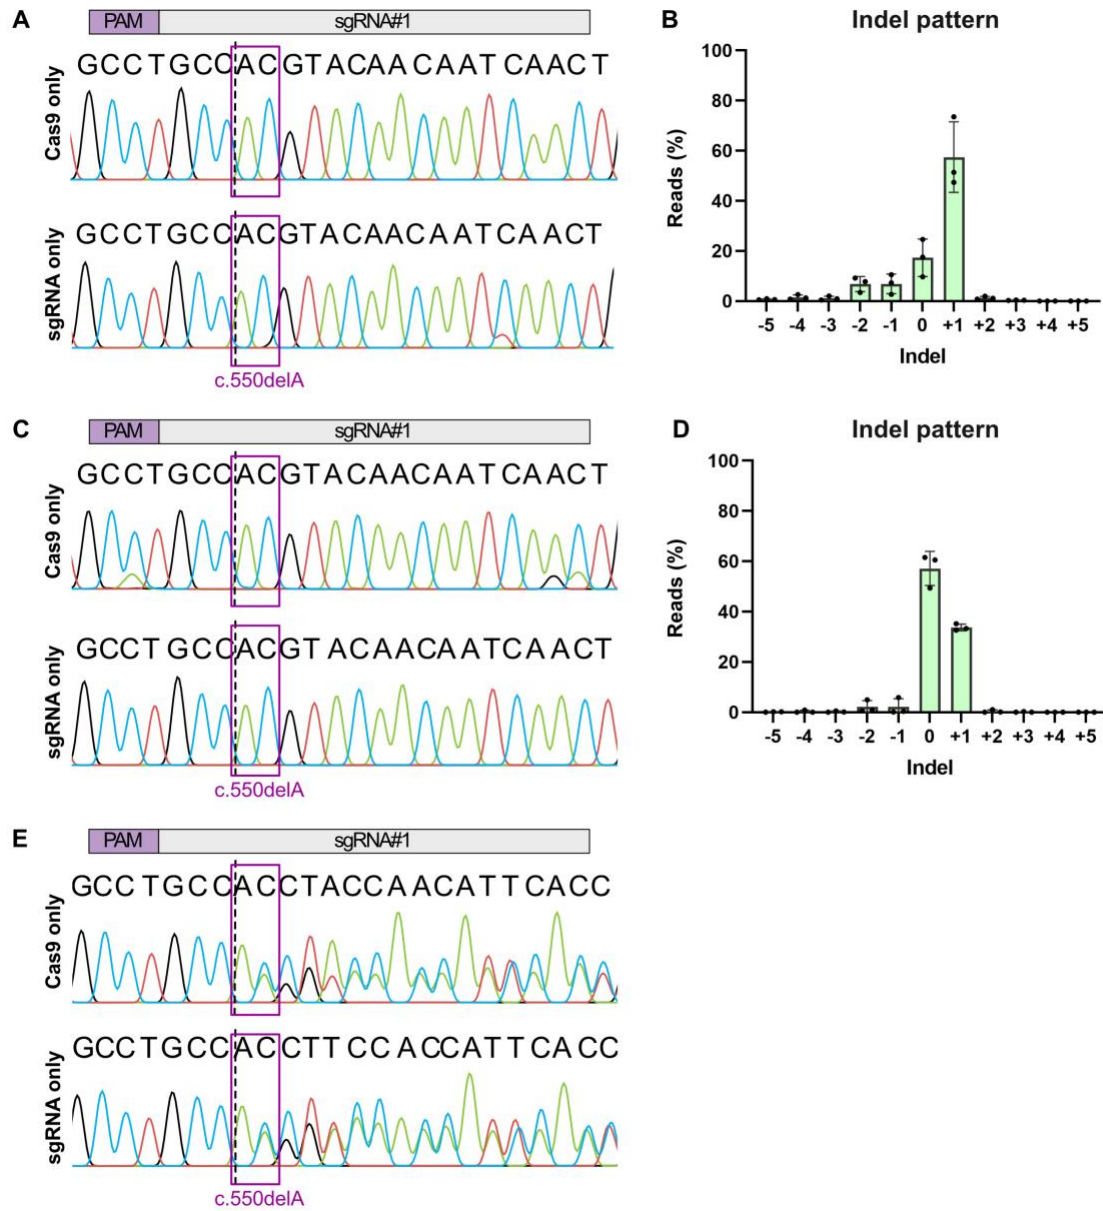 A
PAM
sgRNA#1
Cas9 only
GCCTGCCACGTACAACAATCAACT
sgRNA only
GCCTGCCACGTACAACAATCAACT
c.550delA
B
Indel pattern
Reads (%)
100
80
60
40
20
0
-5 -4 -3 -2 -1 0 +1 +2 +3 +4 +5
Indel
C
PAM
sgRNA#1
Cas9 only
GCCTGCCACGTACAACAATCAACT
sgRNA only
GCCTGCCACGTACAACAATCAACT
c.550delA
D
Indel pattern
Reads (%)
100
80
60
40
20
0
-5 -4 -3 -2 -1 0 +1 +2 +3 +4 +5
Indel
E
PAM
sgRNA#1
Cas9 only
GCCTGCCACCTACCAACATTCACC
sgRNA only
GCCTGCCACCTTCCACCATTCACC
c.550delA